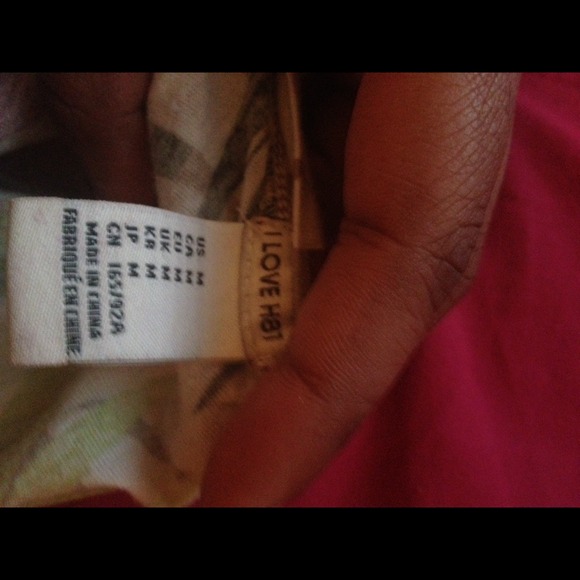 I LOVE H81
US M
CA M
EU M
UK M
KR M
JP M
CN 165/92A
MADE IN CHINA
FABRIQUÉ EN CHINE